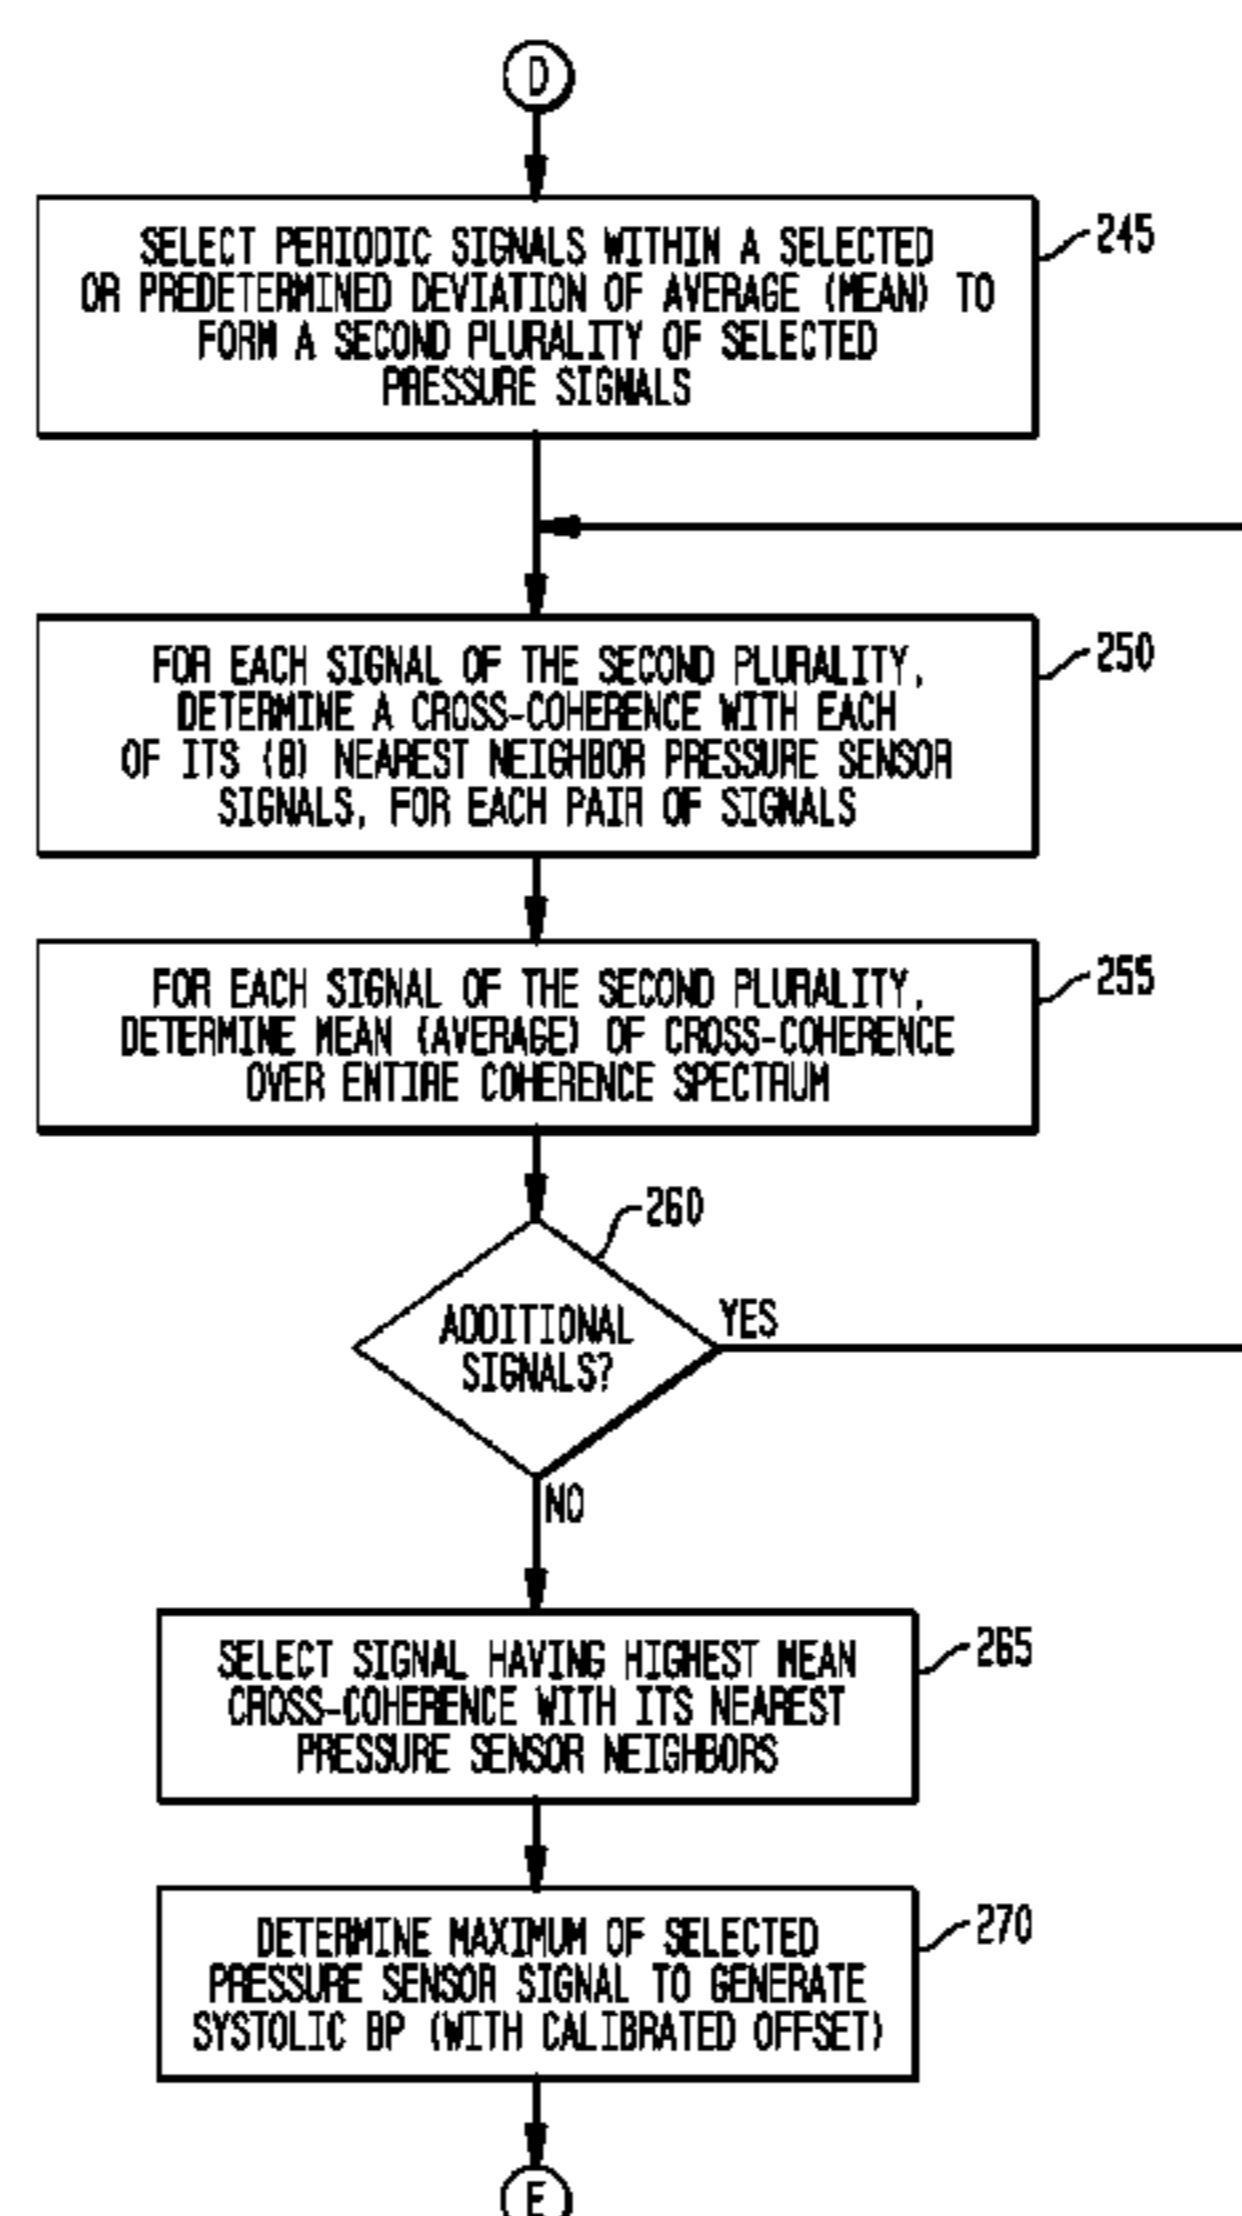 D
SELECT PERIODIC SIGNALS WITHIN A SELECTED
OR PREDETERMINED DEVIATION OF AVERAGE (MEAN) TO
FORM A SECOND PLURALITY OF SELECTED
PRESSURE SIGNALS
245
FOR EACH SIGNAL OF THE SECOND PLURALITY,
DETERMINE A CROSS-COHERENCE WITH EACH
OF ITS (8) NEAREST NEIGHBOR PRESSURE SENSOR
SIGNALS, FOR EACH PAIR OF SIGNALS
250
FOR EACH SIGNAL OF THE SECOND PLURALITY,
DETERMINE MEAN (AVERAGE) OF CROSS-COHERENCE
OVER ENTIRE COHERENCE SPECTRUM
255
260
ADDITIONAL
SIGNALS?
YES
NO
SELECT SIGNAL HAVING HIGHEST MEAN
CROSS-COHERENCE WITH ITS NEAREST
PRESSURE SENSOR NEIGHBORS
265
DETERMINE MAXIMUM OF SELECTED
PRESSURE SENSOR SIGNAL TO GENERATE
SYSTOLIC BP (WITH CALIBRATED OFFSET)
270
E